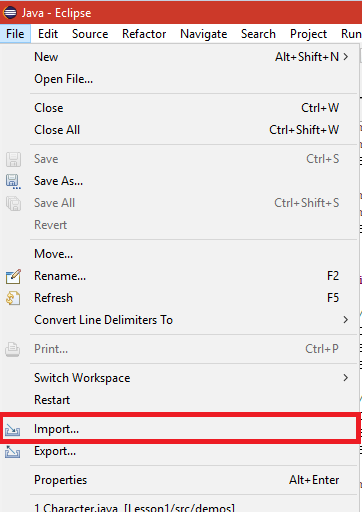 Java - Eclipse
File Edit Source Refactor Navigate Search Project Run
New Alt+Shift+N
Open File...
Close Ctrl+W
Close All Ctrl+Shift+W
Save Ctrl+S
Save As...
Save All Ctrl+Shift+S
Revert
Move...
Rename... F2
Refresh F5
Convert Line Delimiters To
Print... Ctrl+P
Switch Workspace
Restart
Import...
Export...
Properties Alt+Enter
1 Character.java [Lesson1/src/demos]